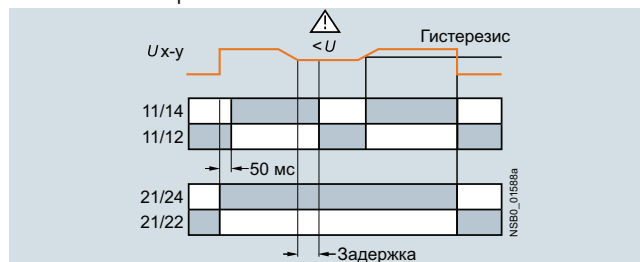 < U
Гистерезис
U x-y
11/14
11/12
50 мс
21/24
21/22
Задержка
NSB0_01588a